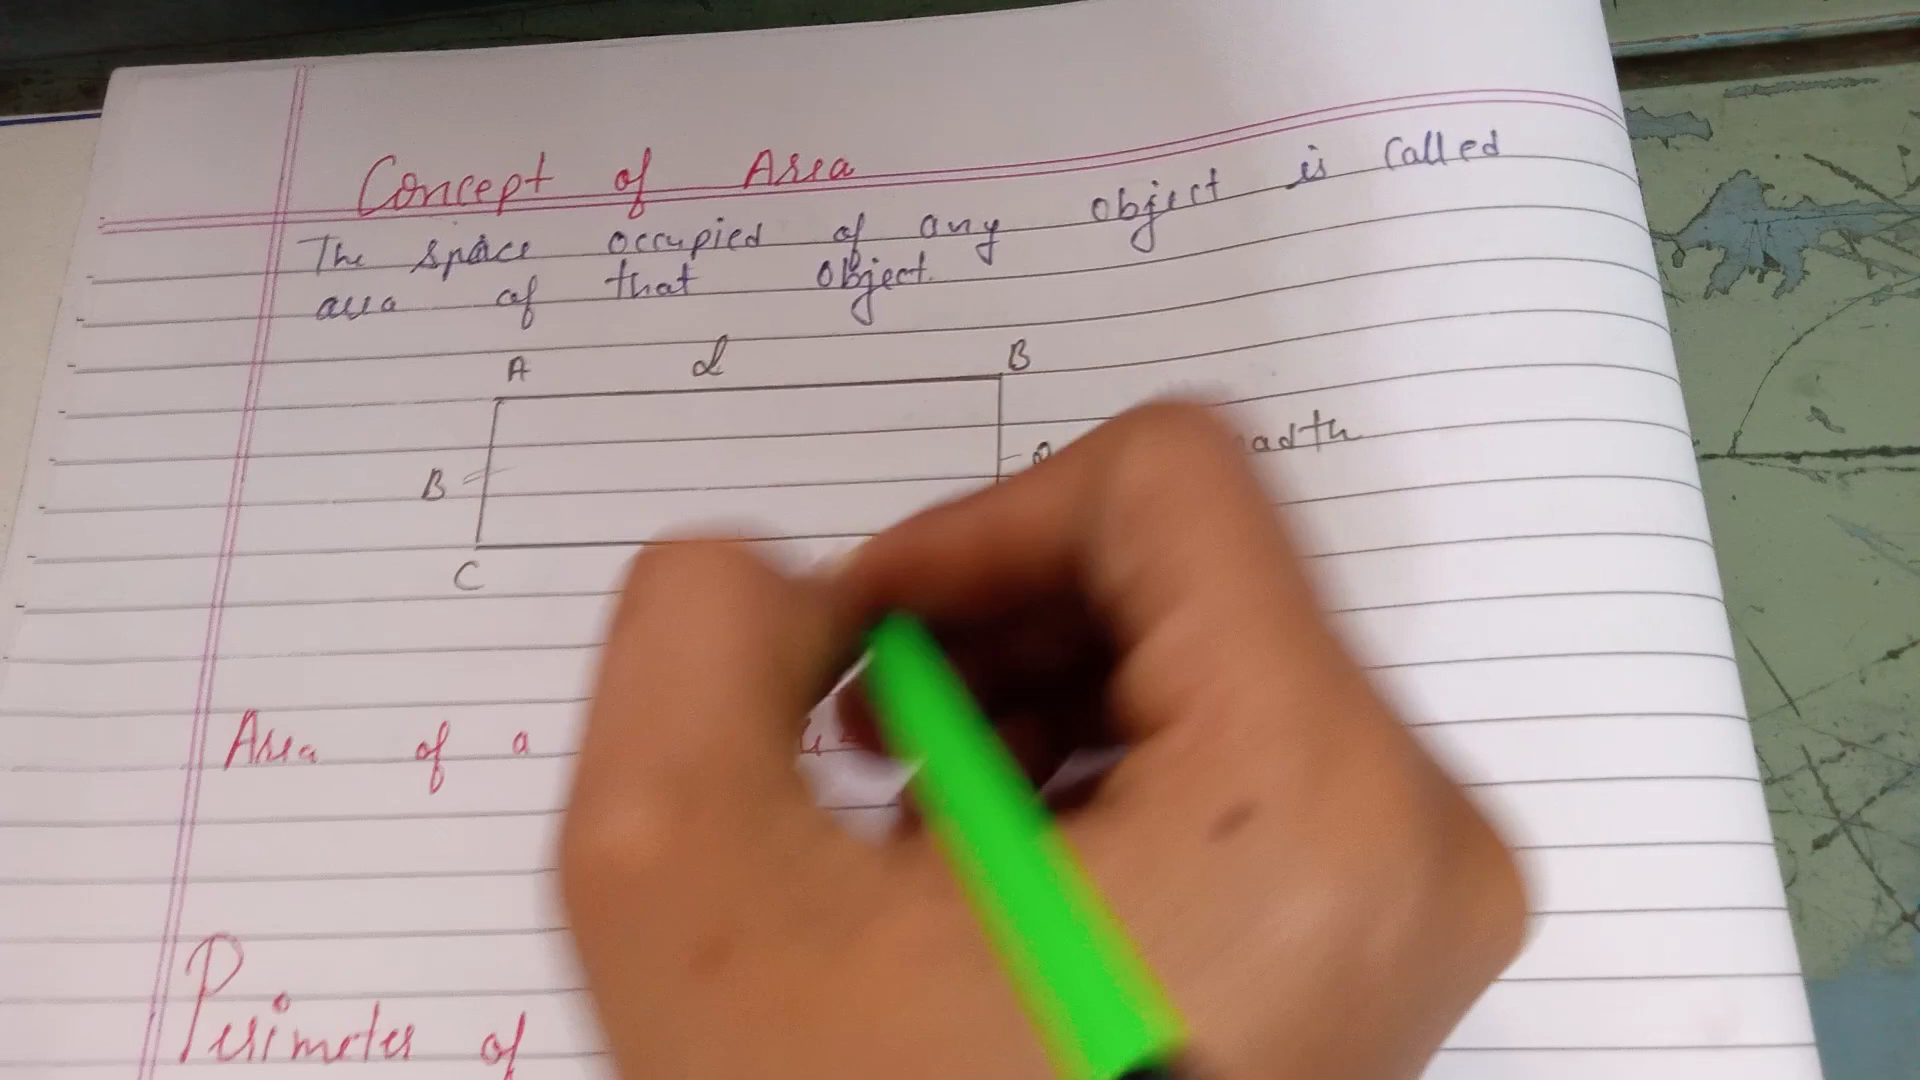 Concept of Area
The space occupied of any object is called
area of that object.
A l B
B
C
Area of a
Perimeter of